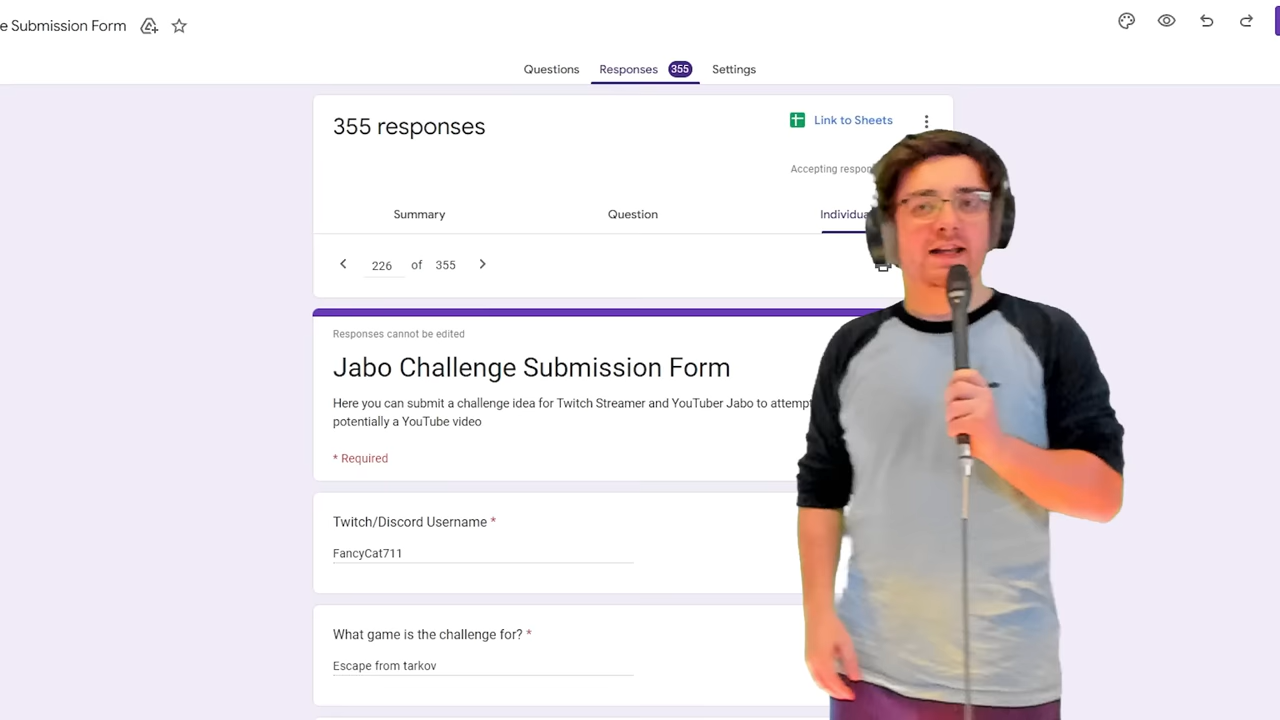 e Submission Form
Questions
Responses
355
Settings
355 responses
Link to Sheets
Accepting
Summary
Question
226 of 355
Responses cannot be edited
Jabo Challenge Submission Form
Here you can submit a challenge idea for Twitch Streamer and YouTuber Jabo to attempt
potentially a YouTube video
* Required
Twitch/Discord Username *
FancyCat711
What game is the challenge for? *
Escape from tarkov